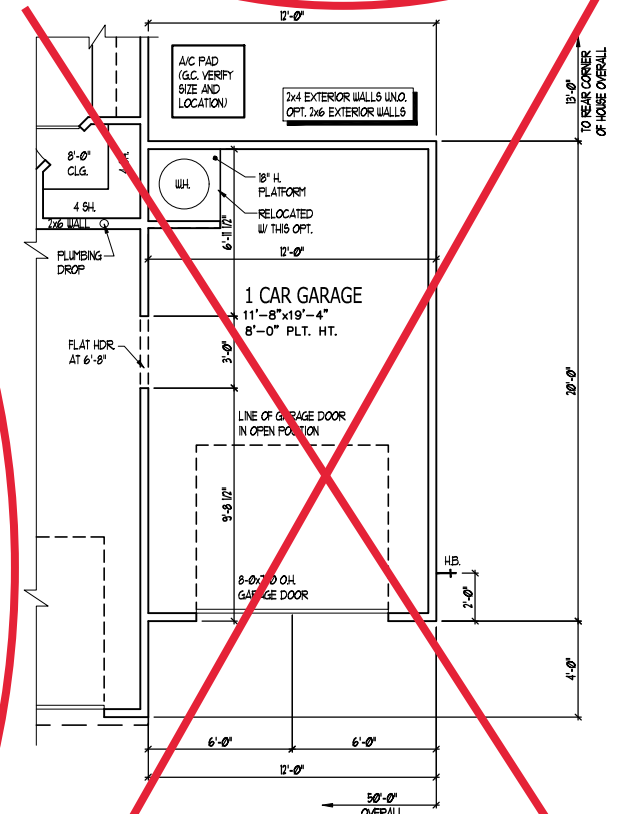 12'-0"
A/C PAD
(G.C. VERIFY
SIZE AND
LOCATION)
2x4 EXTERIOR WALLS U.N.O.
OPT. 2x6 EXTERIOR WALLS
13'-0"
TO REAR CORNER
OF HOUSE OVERALL
8'-0"
CLG.
W.H.
18" H.
PLATFORM
4 SH.
2x6 WALL
RELOCATED
W/ THIS OPT.
6'-11 1/2"
PLUMBING
DROP
12'-0"
1 CAR GARAGE
11'-8"x19'-4"
8'-0" PLT. HT.
FLAT HDR.
AT 6'-8"
3'-0"
20'-0"
LINE OF GARAGE DOOR
IN OPEN POSITION
9'-8 1/2"
H.B.
8-0x7-0 O.H.
GARAGE DOOR
2'-0"
4'-0"
6'-0"
6'-0"
12'-0"
50'-0"
OVERALL